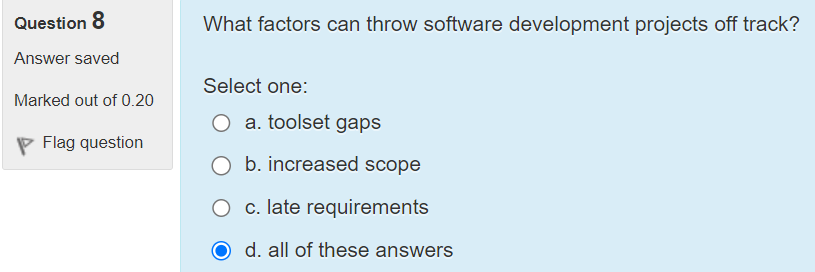 Question 8
Answer saved
Marked out of 0.20
Flag question
What factors can throw software development projects off track?
Select one:
a. toolset gaps
b. increased scope
c. late requirements
d. all of these answers